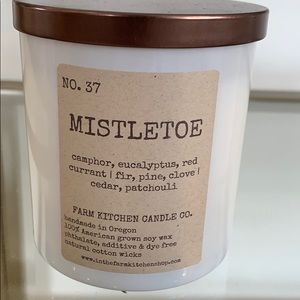 NO. 37
MISTLETOE
camphor, eucalyptus, red
currant | fir, pine, clove |
cedar, patchouli
FARM KITCHEN CANDLE CO.
handmade in Oregon
100% American grown soy wax
phthalate, additive & dye free
natural cotton wicks
www.inthefarmkitchenshop.com